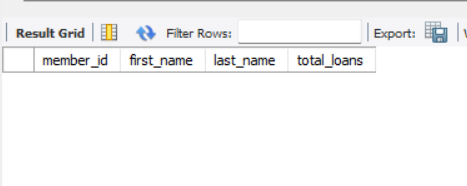 Result Grid Filter Rows: Export:
member_id first_name last_name total_loans